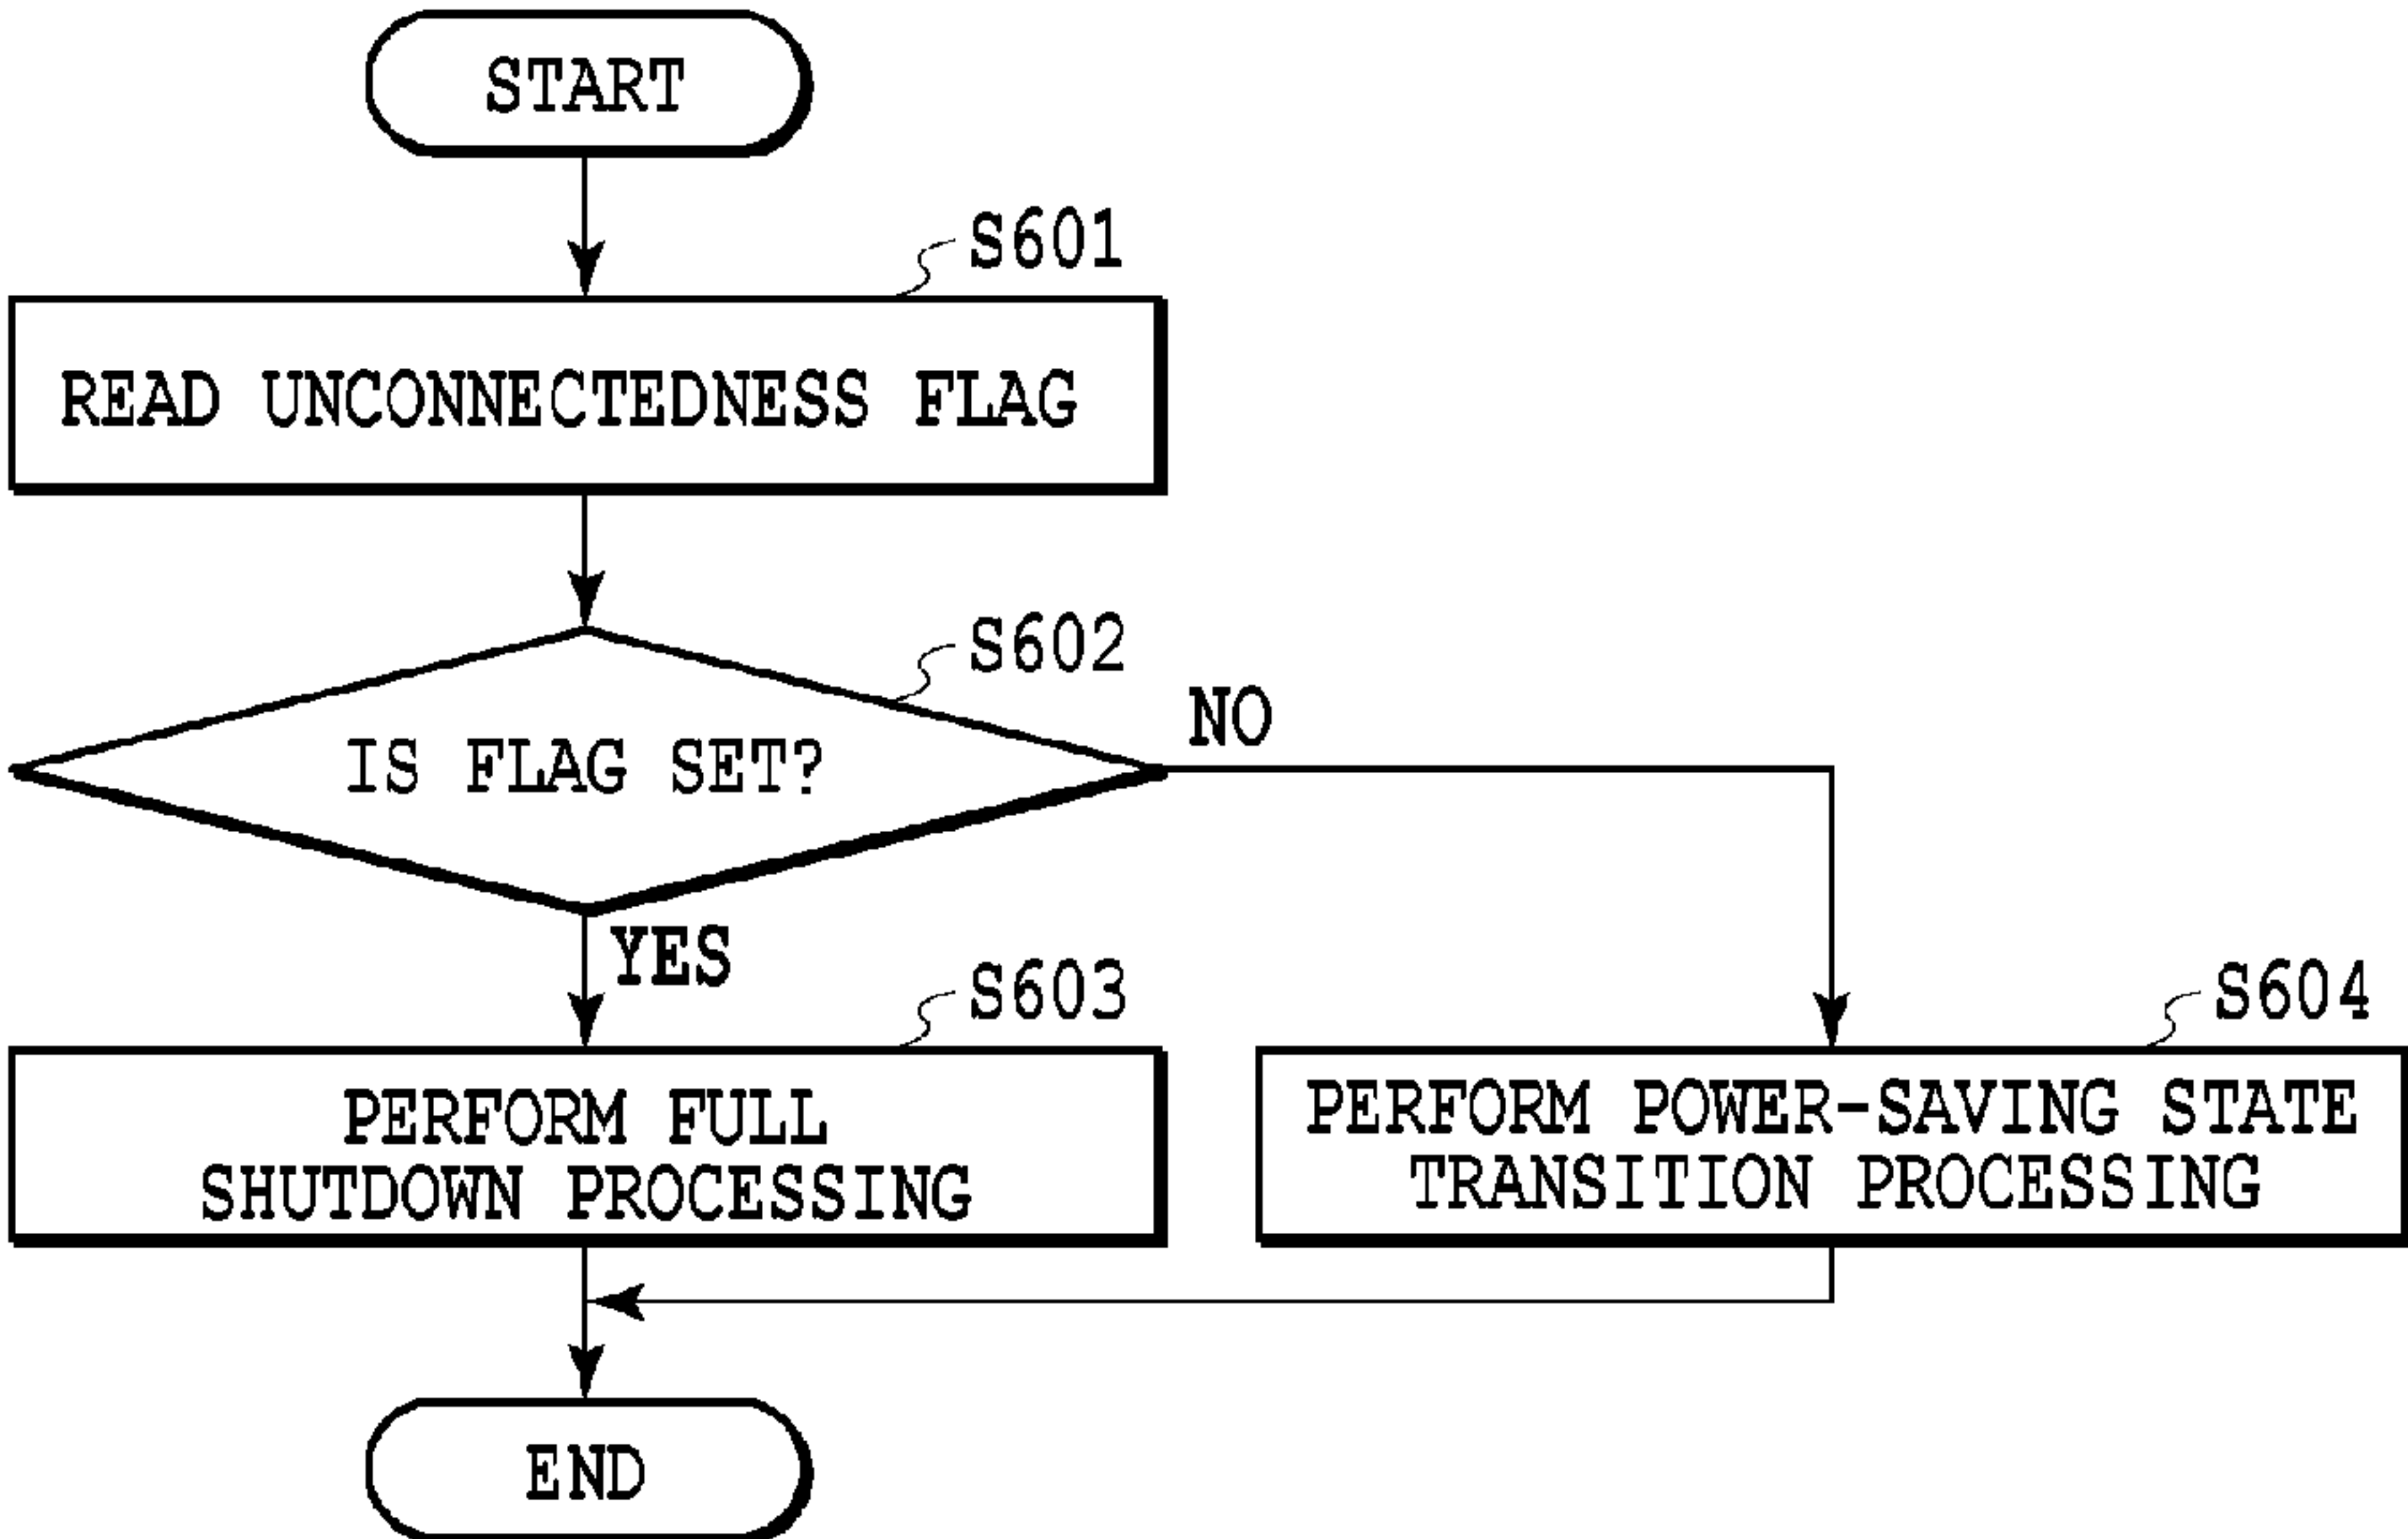 START
S601
READ UNCONNECTEDNESS FLAG
S602
IS FLAG SET?
NO
YES
S603
PERFORM FULL
SHUTDOWN PROCESSING
S604
PERFORM POWER-SAVING STATE
TRANSITION PROCESSING
END